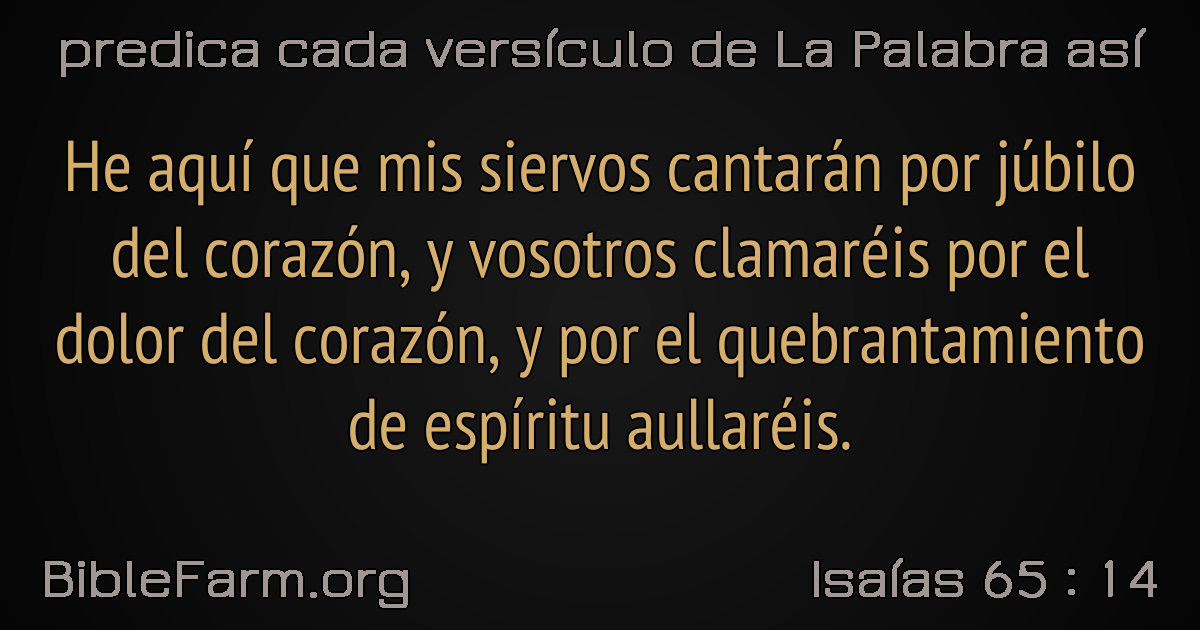 predica cada versículo de La Palabra así
He aquí que mis siervos cantarán por júbilo
del corazón, y vosotros clamaréis por el
dolor del corazón, y por el quebrantamiento
de espíritu aullaréis.
BibleFarm.org
Isaías 65 : 14